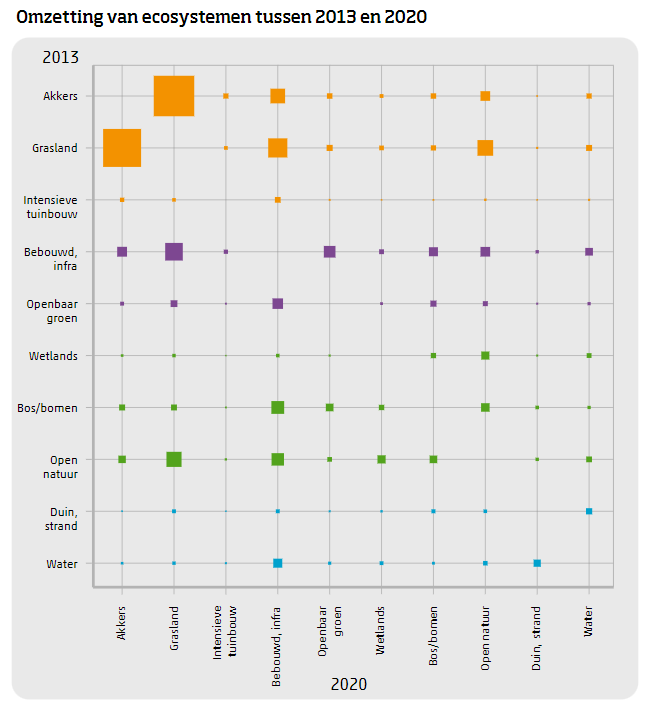 Omzetting van ecosystemen tussen 2013 en 2020
2013
Akkers
Grasland
Intensieve
tuinbouw
Bebouwd,
infra
Openbaar
groen
Wetlands
Bos/bomen
Open
natuur
Duin,
strand
Water
Akkers
Grasland
Intensieve
tuinbouw
Bebouwd, infra
Openbaar
groen
Wetlands
Bos/bomen
Open natuur
Duin, strand
Water
2020